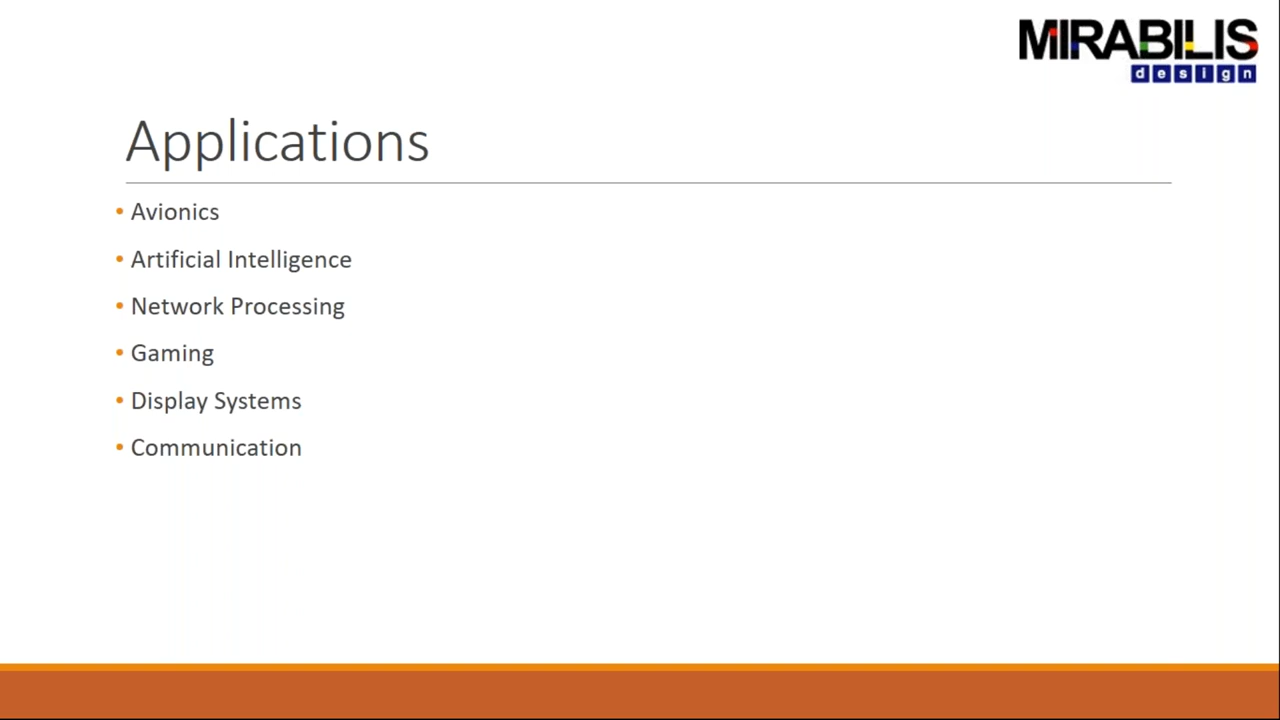 MIRABILIS
design
Applications
• Avionics
• Artificial Intelligence
• Network Processing
• Gaming
• Display Systems
• Communication